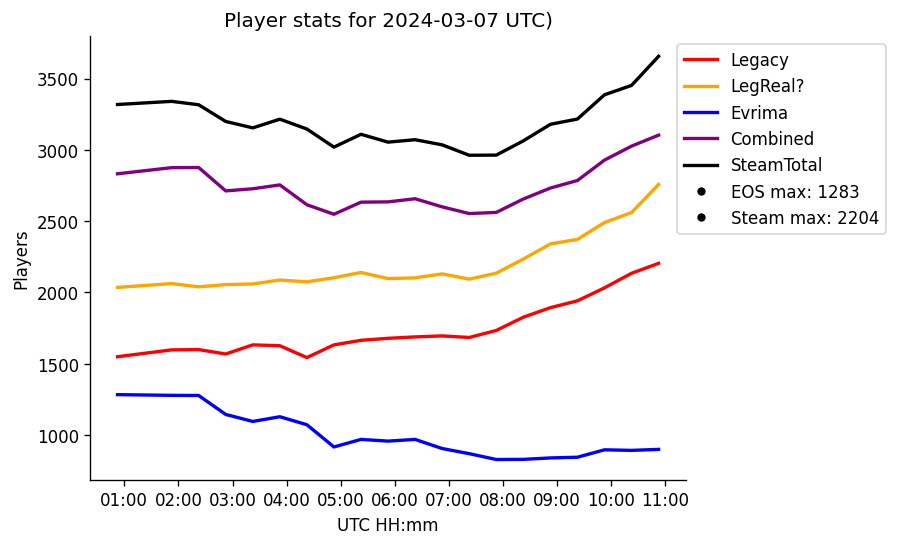 Player stats for 2024-03-07 UTC)
Players
3500
3000
2500
2000
1500
1000
01:00 02:00 03:00 04:00 05:00 06:00 07:00 08:00 09:00 10:00 11:00
UTC HH:mm
Legacy
LegReal?
Evrima
Combined
SteamTotal
EOS max: 1283
Steam max: 2204